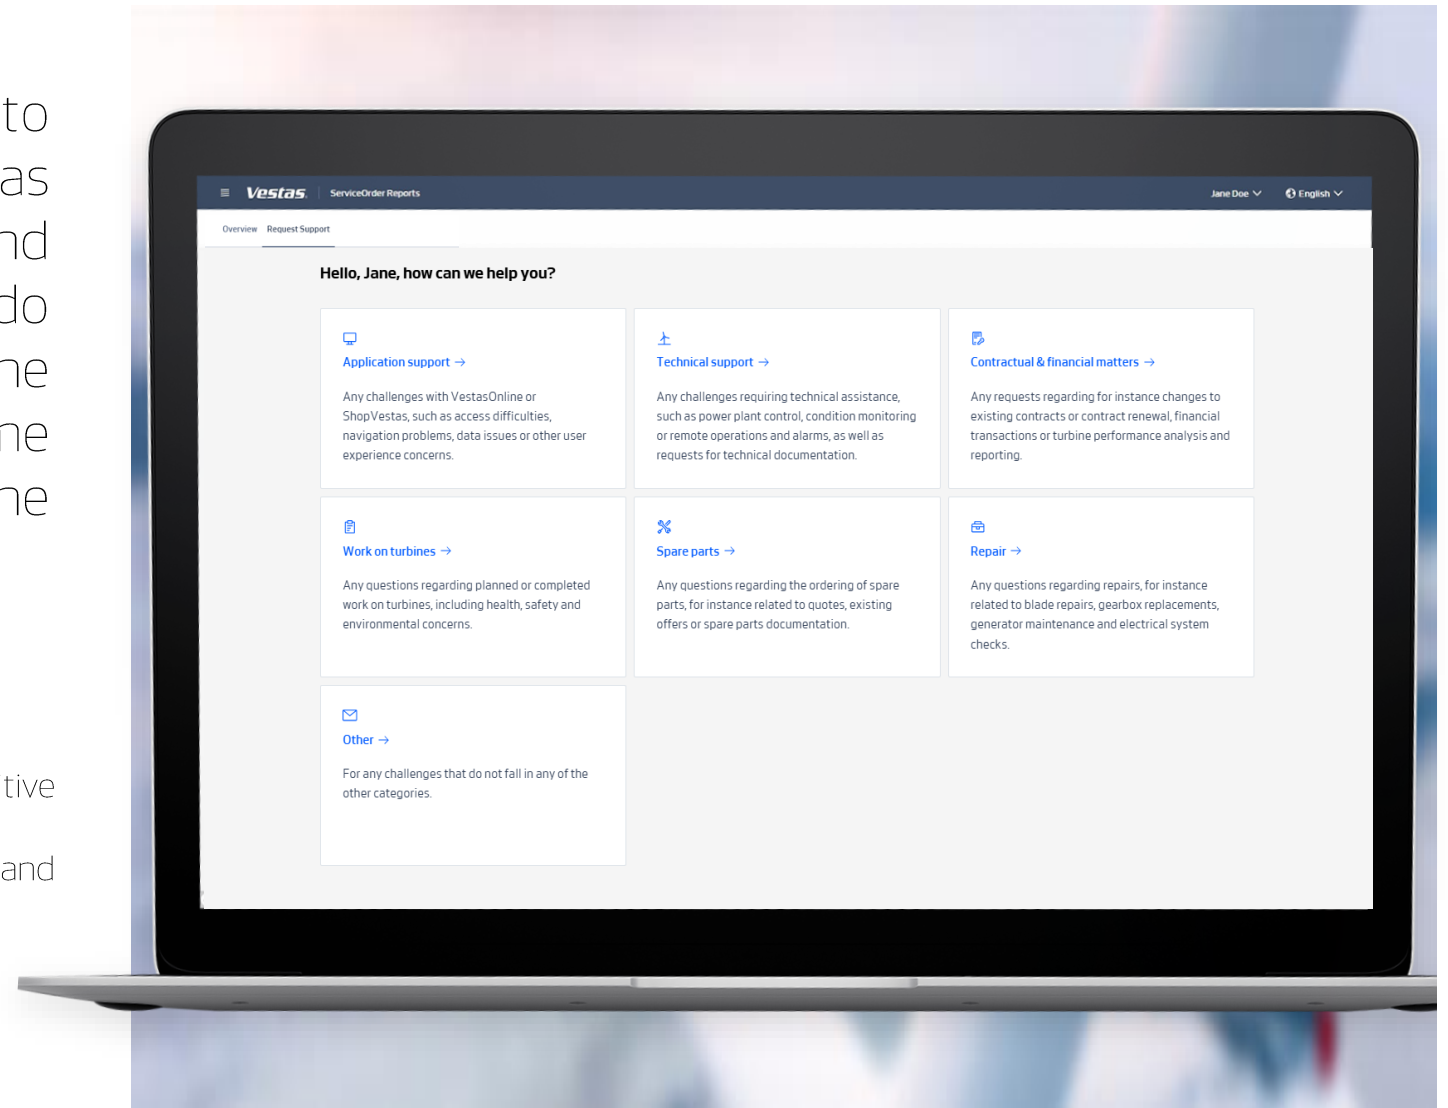 to
as
nd
do
ne
ne
ne
tive
and
Vestas
ServiceOrder Reports
Jane Doe
English
Overview
Request Support
Hello, Jane, how can we help you?
Application support →
Any challenges with VestasOnline or
ShopVestas, such as access difficulties,
navigation problems, data issues or other user
experience concerns.
Technical support →
Any challenges requiring technical assistance,
such as power plant control, condition monitoring
or remote operations and alarms, as well as
requests for technical documentation.
Contractual & financial matters →
Any requests regarding for instance changes to
existing contracts or contract renewal, financial
transactions or turbine performance analysis and
reporting.
Work on turbines →
Any questions regarding planned or completed
work on turbines, including health, safety and
environmental concerns.
Spare parts →
Any questions regarding the ordering of spare
parts, for instance related to quotes, existing
offers or spare parts documentation.
Repair →
Any questions regarding repairs, for instance
related to blade repairs, gearbox replacements,
generator maintenance and electrical system
checks.
Other →
For any challenges that do not fall in any of the
other categories.